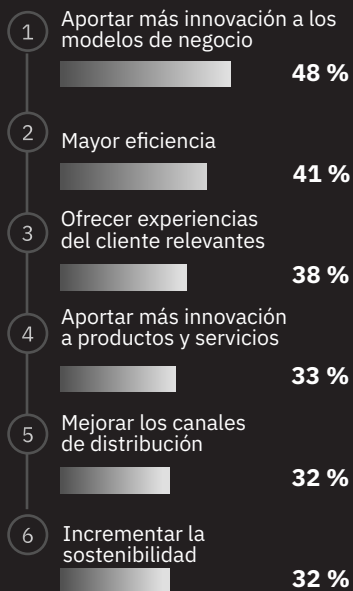 1
Aportar más innovación a los
modelos de negocio
48 %
2
Mayor eficiencia
41 %
3
Ofrecer experiencias
del cliente relevantes
38 %
4
Aportar más innovación
a productos y servicios
33 %
5
Mejorar los canales
de distribución
32 %
6
Incrementar la
sostenibilidad
32 %